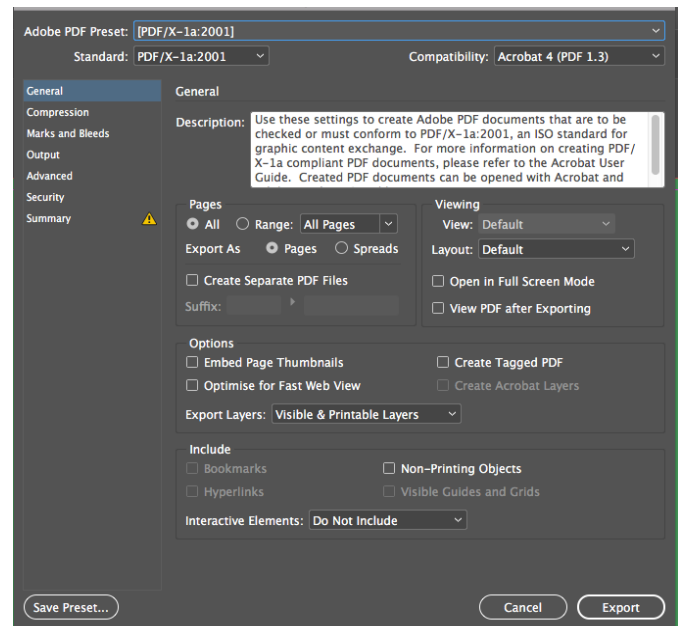 Adobe PDF Preset: [PDF/X-1a:2001]
Standard: PDF/X-1a:2001 Compatibility: Acrobat 4 (PDF 1.3)
General
Compression
Marks and Bleeds
Output
Advanced
Security
Summary
General
Description: Use these settings to create Adobe PDF documents that are to be
checked or must conform to PDF/X-1a:2001, an ISO standard for
graphic content exchange. For more information on creating PDF/
X-1a compliant PDF documents, please refer to the Acrobat User
Guide. Created PDF documents can be opened with Acrobat and
Pages
All Range: All Pages
Export As Pages Spreads
Create Separate PDF Files
Suffix:
Viewing
View: Default
Layout: Default
Open in Full Screen Mode
View PDF after Exporting
Options
Embed Page Thumbnails Create Tagged PDF
Optimise for Fast Web View Create Acrobat Layers
Export Layers: Visible & Printable Layers
Include
Bookmarks Non-Printing Objects
Hyperlinks Visible Guides and Grids
Interactive Elements: Do Not Include
Save Preset... Cancel Export